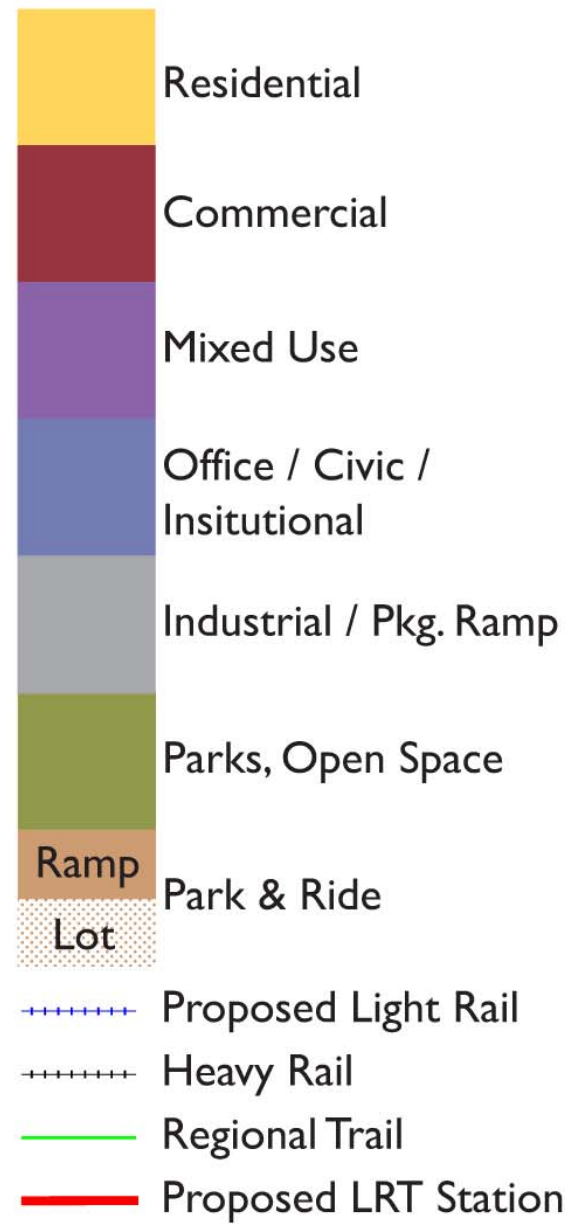 Residential
Commercial
Mixed Use
Office / Civic /
Insitutional
Industrial / Pkg. Ramp
Parks, Open Space
Ramp
Park & Ride
Lot
Proposed Light Rail
Heavy Rail
Regional Trail
Proposed LRT Station